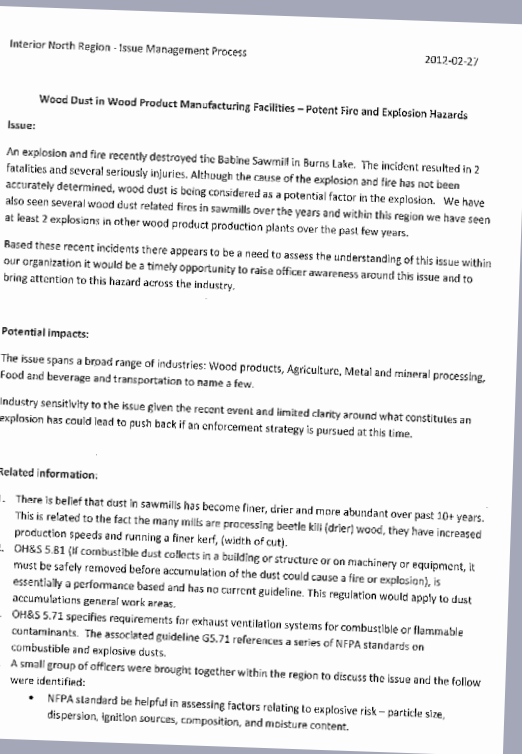 Interior North Region - Issue Management Process
2012-02-27
Wood Dust in Wood Product Manufacturing Facilities – Potent Fire and Explosion Hazards
Issue:
An explosion and fire recently destroyed the Babine Sawmill in Burns Lake. The incident resulted in 2
fatalities and several seriously injuries. Although the cause of the explosion and fire has not been
accurately determined, wood dust is being considered as a potential factor in the explosion. We have
also seen several wood dust related fires in sawmills over the years and within this region we have seen
at least 2 explosions in other wood product production plants over the past few years.
Based these recent incidents there appears to be a need to assess the understanding of this issue within
our organization it would be a timely opportunity to raise officer awareness around this issue and to
bring attention to this hazard across the industry.
Potential impacts:
The issue spans a broad range of industries: Wood products, Agriculture, Metal and mineral processing,
Food and beverage and transportation to name a few.
Industry sensitivity to the issue given the recent event and limited clarity around what constitutes an
explosion has could lead to push back if an enforcement strategy is pursued at this time.
Related information:
. There is belief that dust in sawmills has become finer, drier and more abundant over past 10+ years.
This is related to the fact the many mills are processing beetle kill (drier) wood, they have increased
production speeds and running a finer kerf, (width of cut).
. OH&S 5.81 (If combustible dust collects in a building or structure or on machinery or equipment, it
must be safely removed before accumulation of the dust could cause a fire or explosion), is
essentially a performance based and has no current guideline. This regulation would apply to dust
accumulations general work areas.
OH&S 5.71 specifies requirements for exhaust ventilation systems for combustible or flammable
contaminants. The associated guideline G5.71 references a series of NFPA standards on
combustible and explosive dusts.
A small group of officers were brought together within the region to discuss the issue and the follow
were identified:
• NFPA standard be helpful in assessing factors relating to explosive risk – particle size,
dispersion, ignition sources, composition, and moisture content.